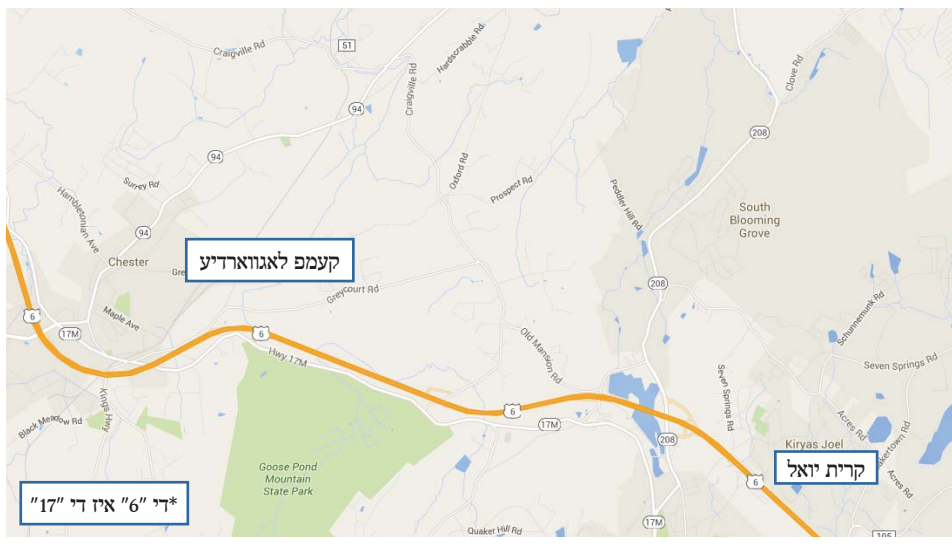 Craigville Rd
51
Hardscrabble Rd
Clove Rd
94
Craigville Rd
208
94
Oxford Rd
Surrey Rd
Prospect Rd
Hambletonian Ave
Peddler Hill Rd
South
Blooming
Grove
94
קעמפ לאגווארדיע
Chester
Gre
Greycourt Rd
208
Maple Ave
6
Schunnemunk Rd
17M
6
Old Mansion Rd
Hwy 17M
Seven Springs Rd
Seven Springs Rd
Kings Hwy
6
Black Meadow Rd
17M
Acres Rd
208
Kiryas Joel
akertown Rd
קרית יואל
Goose Pond
Mountain
State Park
Acres Rd
6
*די "6" איז די "17"
17M
Quaker Hill Rd
105